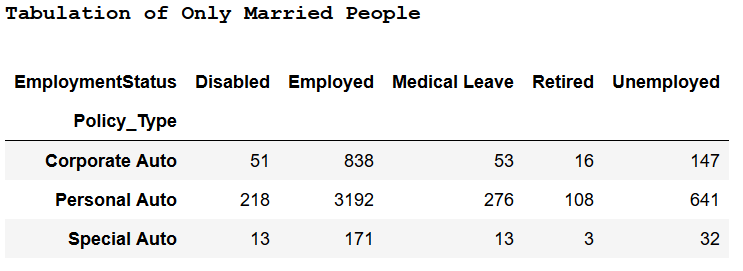 Tabulation of Only Married People
EmploymentStatus Disabled Employed Medical Leave Retired Unemployed
Policy_Type
Corporate Auto 51 838 53 16 147
Personal Auto 218 3192 276 108 641
Special Auto 13 171 13 3 32